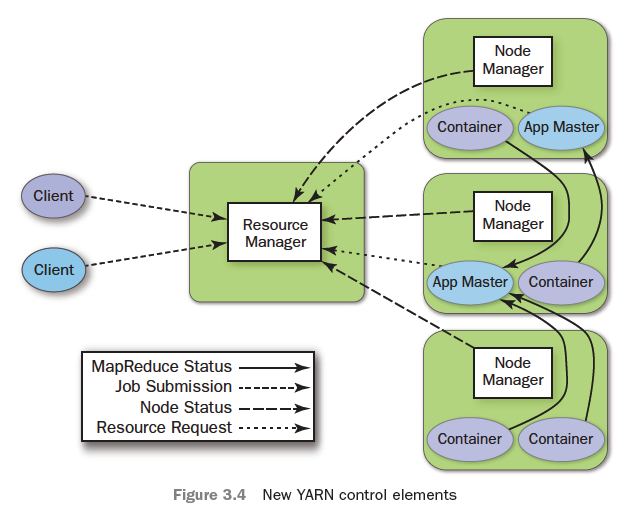 Node
Manager
Container
App Master
Client
Client
Resource
Manager
Node
Manager
App Master
Container
Node
Manager
Container
Container
MapReduce Status
Job Submission
Node Status
Resource Request
Figure 3.4 New YARN control elements